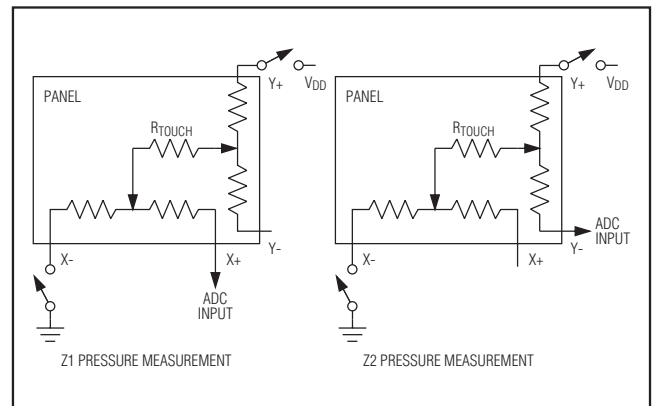 Y+ VDD
PANEL
RTOUCH
X-
X+
Y-
ADC
INPUT
Z1 PRESSURE MEASUREMENT
Y+ VDD
PANEL
RTOUCH
X-
X+
Y-
ADC
INPUT
Z2 PRESSURE MEASUREMENT